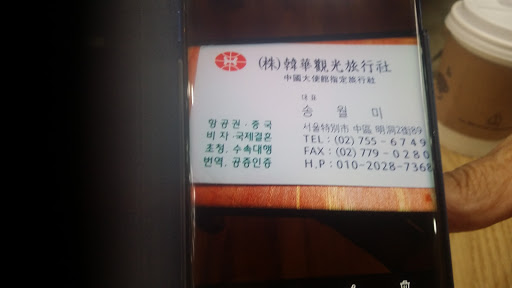 (株)韓華觀光旅行社
中國大使館指定旅行社
대표
송 월 미
항공권·중국
비자·국제결혼
초청, 수속대행
번역, 공증인증
서울特別市 中區 明洞2街89
TEL : (02) 755 - 6749
FAX : (02) 779 - 0280
H.P : 010-2028-7368